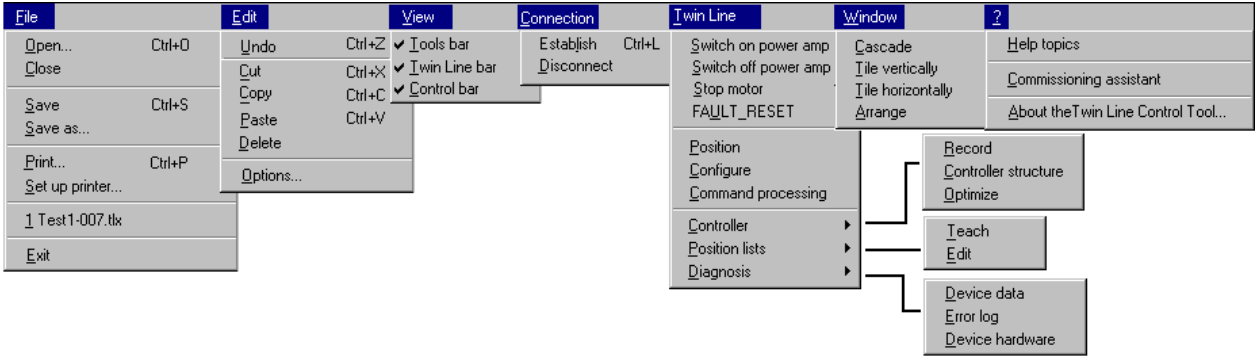 File
Open... Ctrl+O
Close
Save Ctrl+S
Save as...
Print... Ctrl+P
Set up printer...
1 Test1-007.tlx
Exit
Edit
Undo Ctrl+Z
Cut Ctrl+X
Copy Ctrl+C
Paste Ctrl+V
Delete
Options...
View
Tools bar
Twin Line bar
Control bar
Connection
Establish Ctrl+L
Disconnect
Twin Line
Switch on power amp
Switch off power amp
Stop motor
FAULT_RESET
Position
Configure
Command processing
Controller
Position lists
Diagnosis
Record
Controller structure
Optimize
Teach
Edit
Device data
Error log
Device hardware
Window
Cascade
Tile vertically
Tile horizontally
Arrange
?
Help topics
Commissioning assistant
About theTwin Line Control Tool...